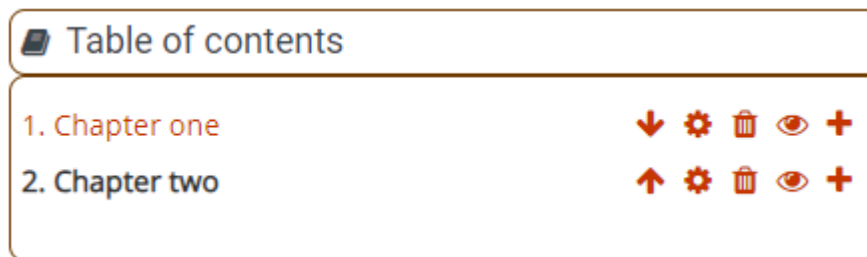 Table of contents
1. Chapter one
2. Chapter two